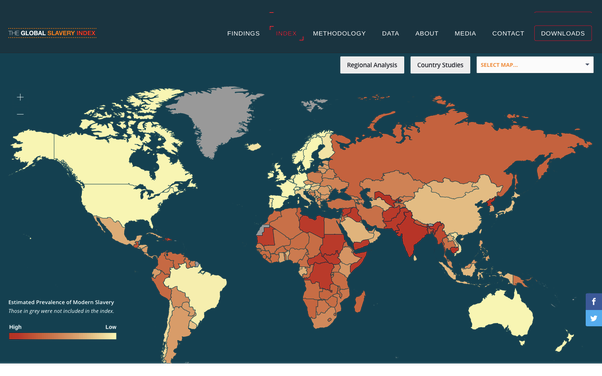 THE GLOBAL SLAVERY INDEX
FINDINGS INDEX METHODOLOGY DATA ABOUT MEDIA CONTACT DOWNLOADS
Regional Analysis Country Studies SELECT MAP...
Estimated Prevalence of Modern Slavery
Those in grey were not included in the index.
High Low